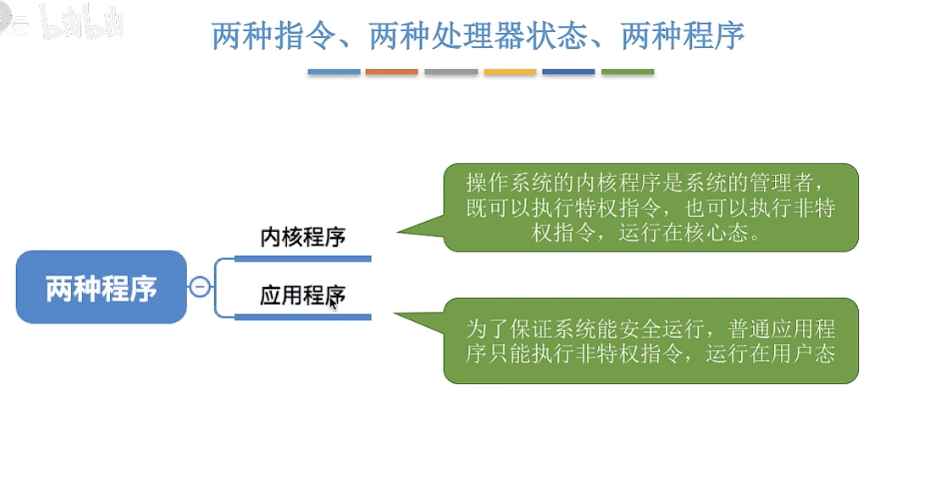 两种指令、两种处理器状态、两种程序
操作系统的内核程序是系统的管理者，
既可以执行特权指令，也可以执行非特
权指令，运行在核心态。
内核程序
两种程序
应用程序
为了保证系统能安全运行，普通应用程
序只能执行非特权指令，运行在用户态